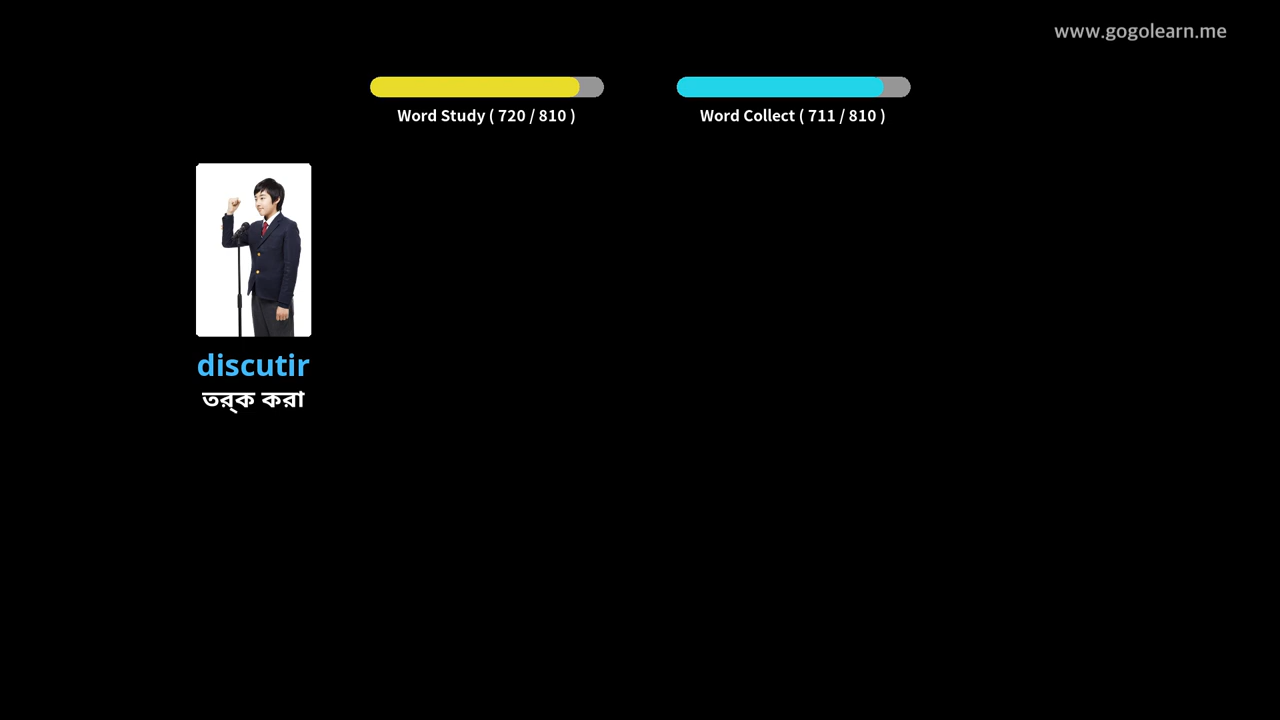 www.gogolearn.me
Word Study ( 720 / 810 )
Word Collect ( 711 / 810 )
discutir
তর্ক করা